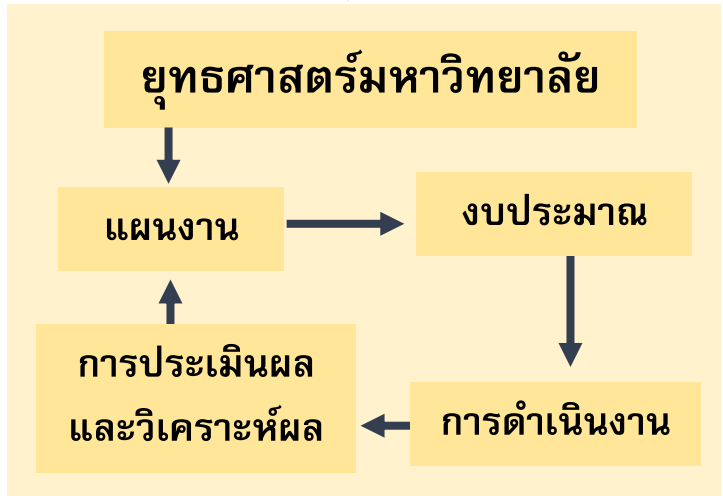 ยุทธศาสตร์มหาวิทยาลัย
แผนงาน
งบประมาณ
การประเมินผล
และวิเคราะห์ผล
การดำเนินงาน